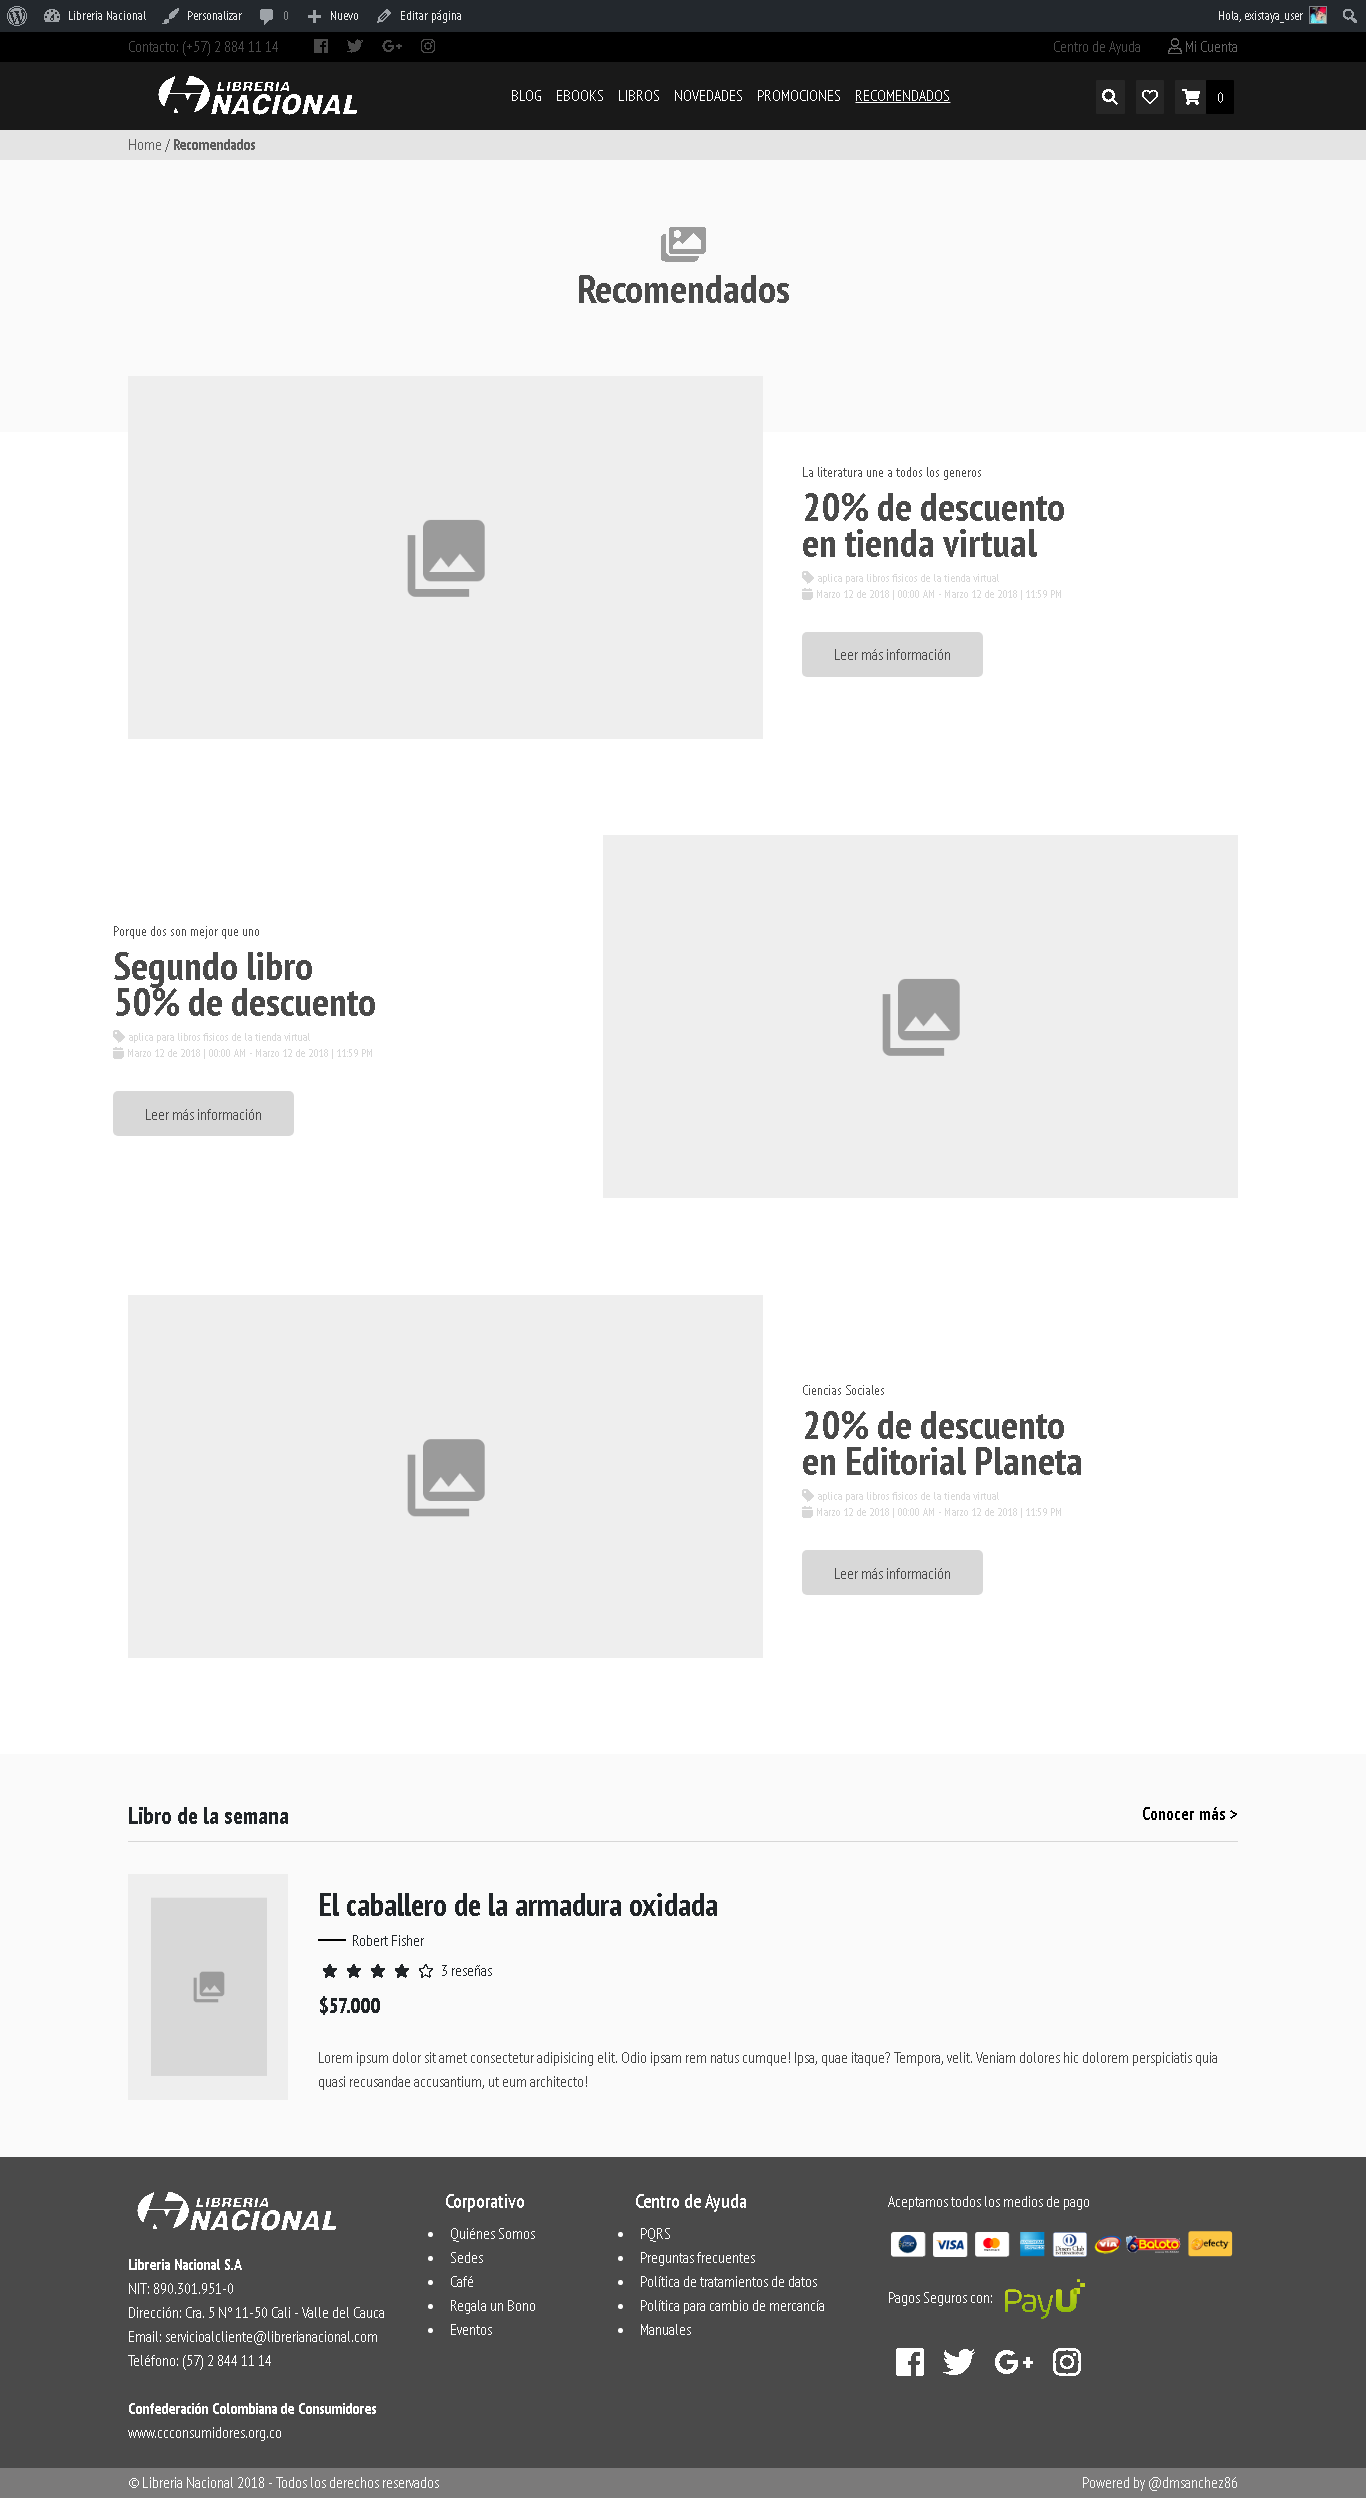 Libreria Nacional Personalizar 0 Nuevo Editar página Hola, existaya_user
Contacto: (+57) 2 884 11 14 Centro de Ayuda Mi Cuenta
LIBRERIA
NACIONAL
BLOG EBOOKS LIBROS NOVEDADES PROMOCIONES RECOMENDADOS 0
Home / Recomendados
Recomendados
La literatura une a todos los generos
20% de descuento
en tienda virtual
aplica para libros fisicos de la tienda virtual
Marzo 12 de 2018 | 00:00 AM - Marzo 12 de 2018 | 11:59 PM
Leer más información
Porque dos son mejor que uno
Segundo libro
50% de descuento
aplica para libros fisicos de la tienda virtual
Marzo 12 de 2018 | 00:00 AM - Marzo 12 de 2018 | 11:59 PM
Leer más información
Ciencias Sociales
20% de descuento
en Editorial Planeta
aplica para libros fisicos de la tienda virtual
Marzo 12 de 2018 | 00:00 AM - Marzo 12 de 2018 | 11:59 PM
Leer más información
Libro de la semana Conocer más >
El caballero de la armadura oxidada
Robert Fisher
3 reseñas
$57.000
Lorem ipsum dolor sit amet consectetur adipisicing elit. Odio ipsam rem natus cumque! Ipsa, quae itaque? Tempora, velit. Veniam dolores hic dolorem perspiciatis quia
quasi recusandae accusantium, ut eum architecto!
LIBRERIA
NACIONAL
Libreria Nacional S.A
NIT: 890.301.951-0
Dirección: Cra. 5 Nº 11-50 Cali - Valle del Cauca
Email: servicioalcliente@librerianacional.com
Teléfono: (57) 2 844 11 14
Confederación Colombiana de Consumidores
www.ccconsumidores.org.co
Corporativo
Quiénes Somos
Sedes
Café
Regala un Bono
Eventos
Centro de Ayuda
PQRS
Preguntas frecuentes
Política de tratamientos de datos
Política para cambio de mercancía
Manuales
Aceptamos todos los medios de pago
VISA Diners Club VIA Baloto efecty
Pagos Seguros con: PayU
© Libreria Nacional 2018 - Todos los derechos reservados Powered by @dmsanchez86